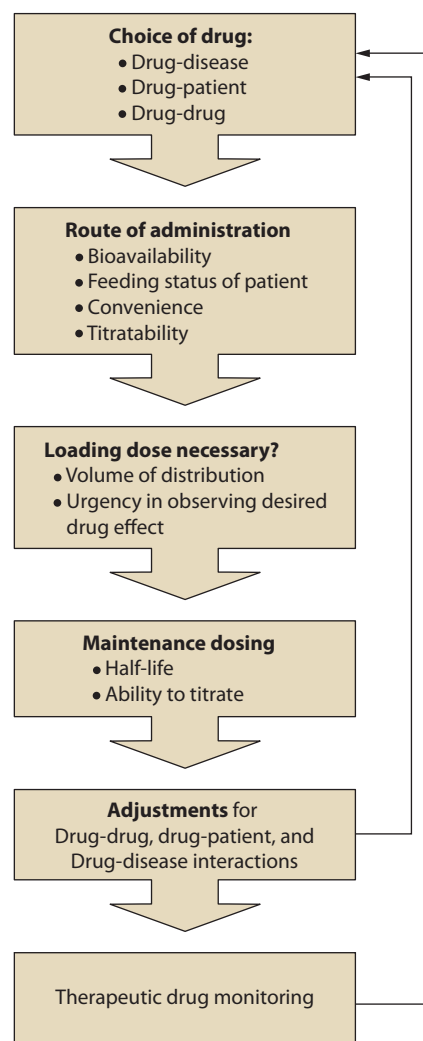 Choice of drug:
• Drug-disease
• Drug-patient
• Drug-drug
Route of administration
• Bioavailability
• Feeding status of patient
• Convenience
• Titratability
Loading dose necessary?
• Volume of distribution
• Urgency in observing desired
drug effect
Maintenance dosing
• Half-life
• Ability to titrate
Adjustments for
Drug-drug, drug-patient, and
Drug-disease interactions
Therapeutic drug monitoring